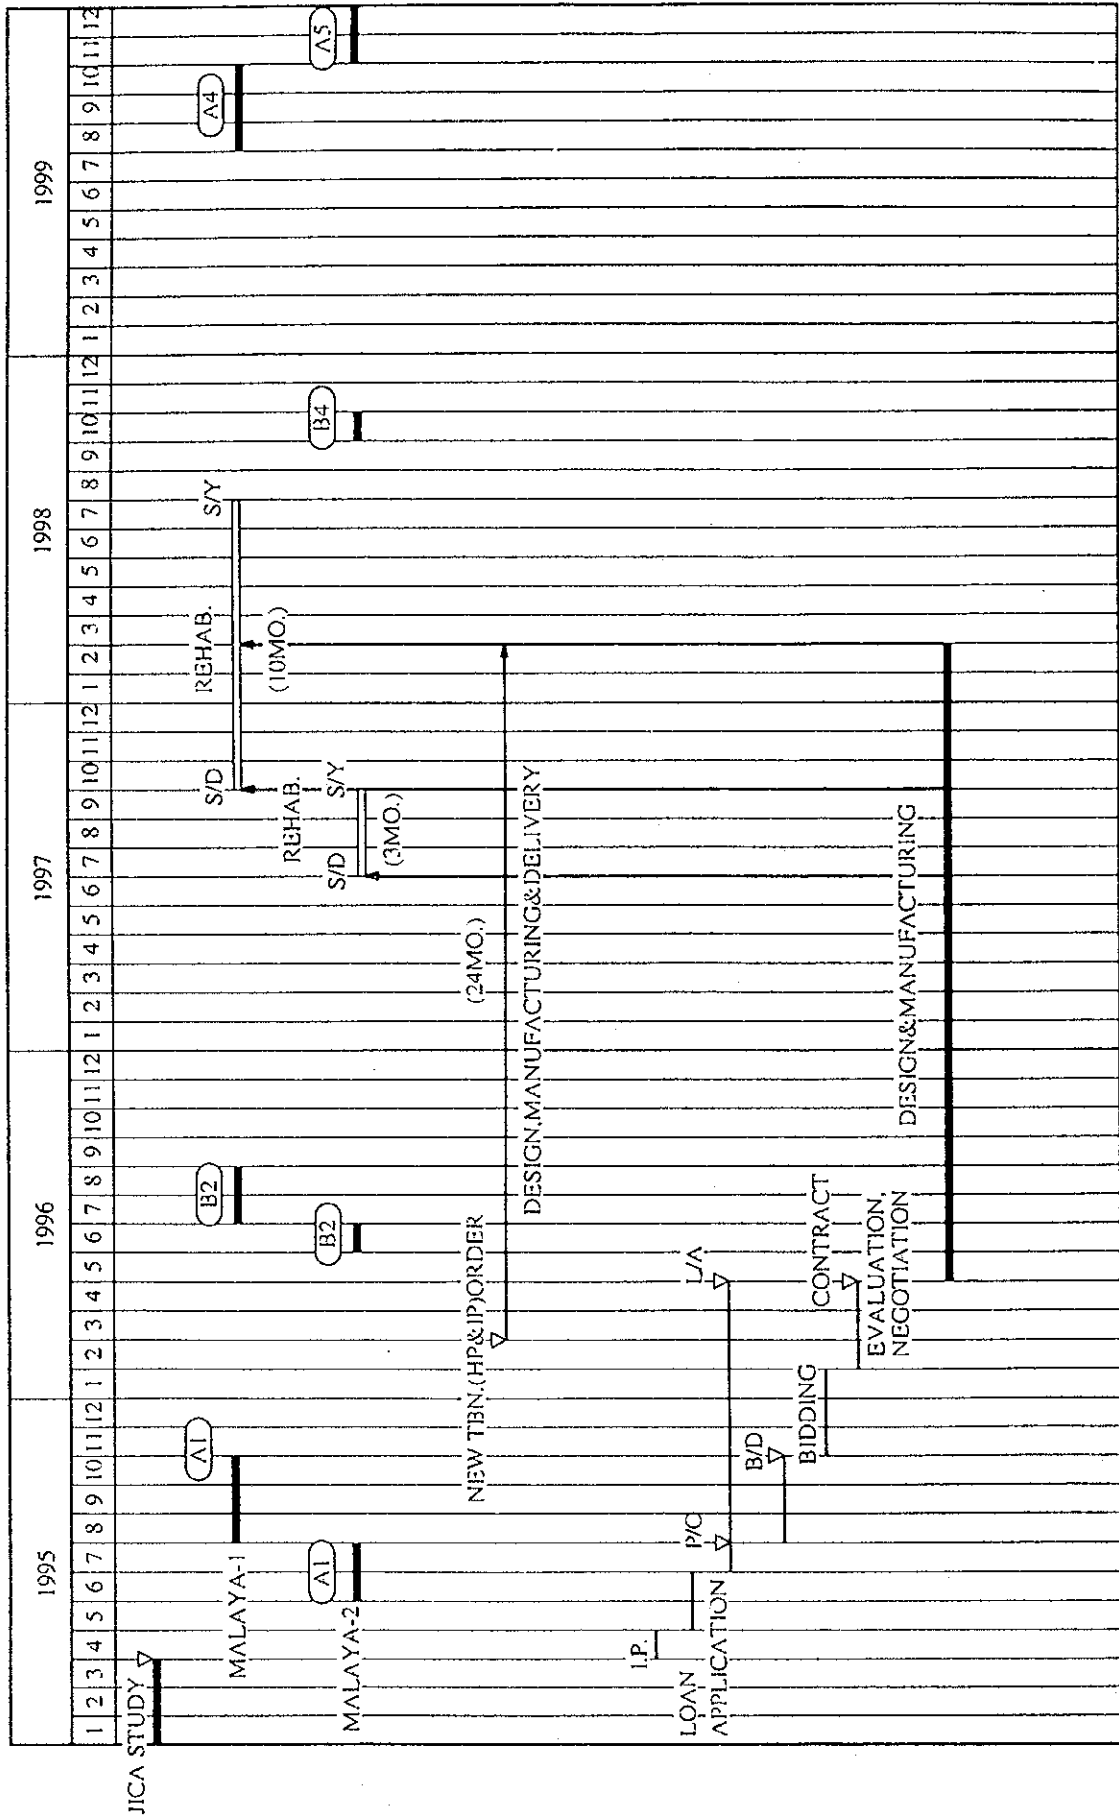 1995 1996 1997 1998 1999
1 2 3 4 5 6 7 8 9 10 11 12 1 2 3 4 5 6 7 8 9 10 11 12 1 2 3 4 5 6 7 8 9 10 11 12 1 2 3 4 5 6 7 8 9 10 11 12 1 2 3 4 5 6 7 8 9 10 11 12
JICA STUDY
A1 B2 A4
S/D REHAB. S/Y
MALAYA-1
(10MO.)
REHAB.
A1 B2 B4 A5
S/D S/Y
MALAYA-2
(3MO.)
(24MO.)
NEW TBN.(HP&IP)ORDER
DESIGN,MANUFACTURING&DELIVERY
I.P.
LOAN
APPLICATION
P/C L/A
B/D
BIDDING
CONTRACT
EVALUATION,
NEGOTIATION
DESIGN&MANUFACTURING